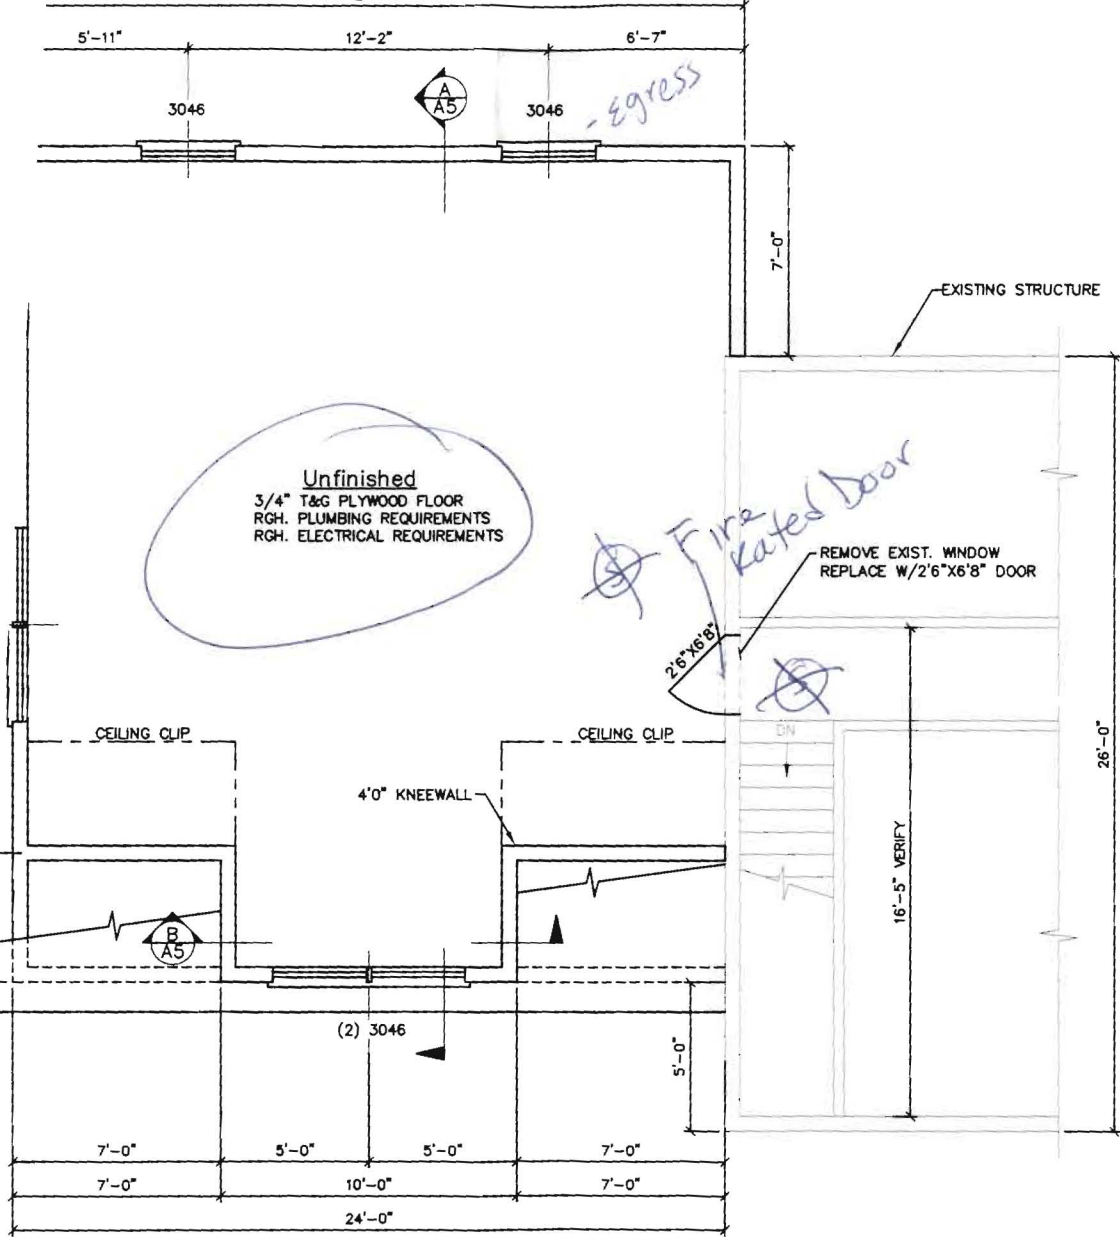 5'-11"
12'-2"
6'-7"
3046
A
A5
3046
- Egress
7'-0"
EXISTING STRUCTURE
Unfinished
3/4" T&G PLYWOOD FLOOR
RGH. PLUMBING REQUIREMENTS
RGH. ELECTRICAL REQUIREMENTS
S
Fire
Rated Door
REMOVE EXIST. WINDOW
REPLACE W/2'6"X6'8" DOOR
2'6"X6'8"
S
CEILING CLIP
CEILING CLIP
DN
26'-0"
4'0" KNEEWALL
16'-5" VERIFY
B
A5
(2) 3046
5'-0"
7'-0"
5'-0"
5'-0"
7'-0"
7'-0"
10'-0"
7'-0"
24'-0"